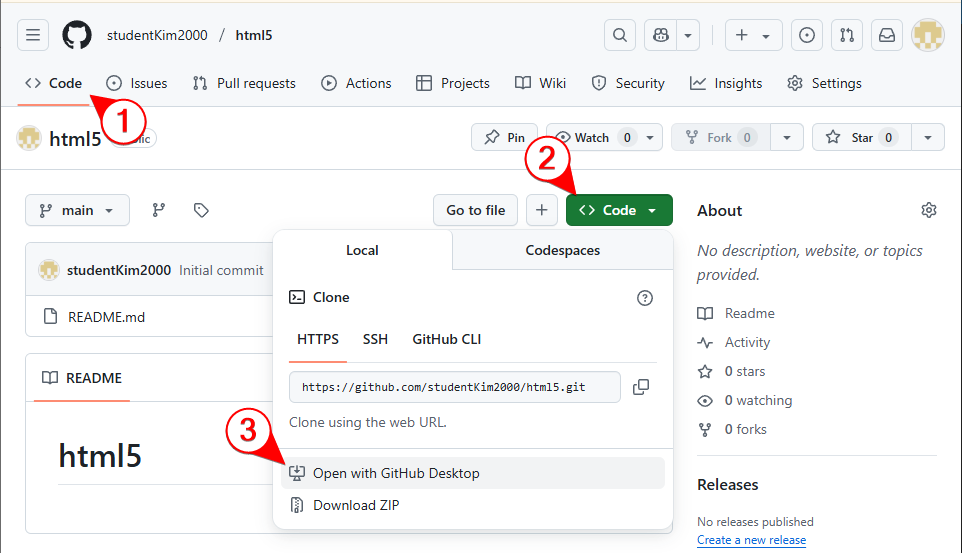 studentKim2000 / html5
Code Issues Pull requests Actions Projects Wiki Security Insights Settings
1
html5
Pin Watch 0 Fork 0 Star 0
2
main Go to file Code
About
Local Codespaces
No description, website, or topics
provided.
studentKim2000 Initial commit
Clone
README.md
Readme
HTTPS SSH GitHub CLI
Activity
README
0 stars
https://github.com/studentKim2000/html5.git
0 watching
Clone using the web URL.
0 forks
3
html5
Open with GitHub Desktop
Releases
Download ZIP
No releases published
Create a new release